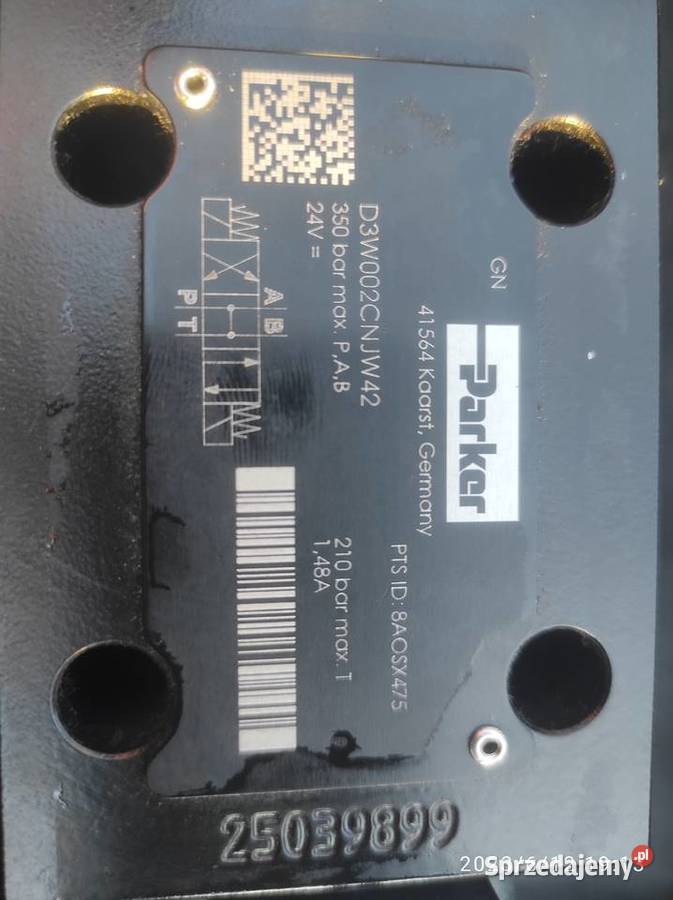 GN
Parker
41564 Kaarst, Germany
PTS ID: 8AOSX475
D3W002CNJW42
350 bar max. P,A,B
210 bar max. T
24V =
1,48A
A B
P T
25039899
Sprzedajemy.pl